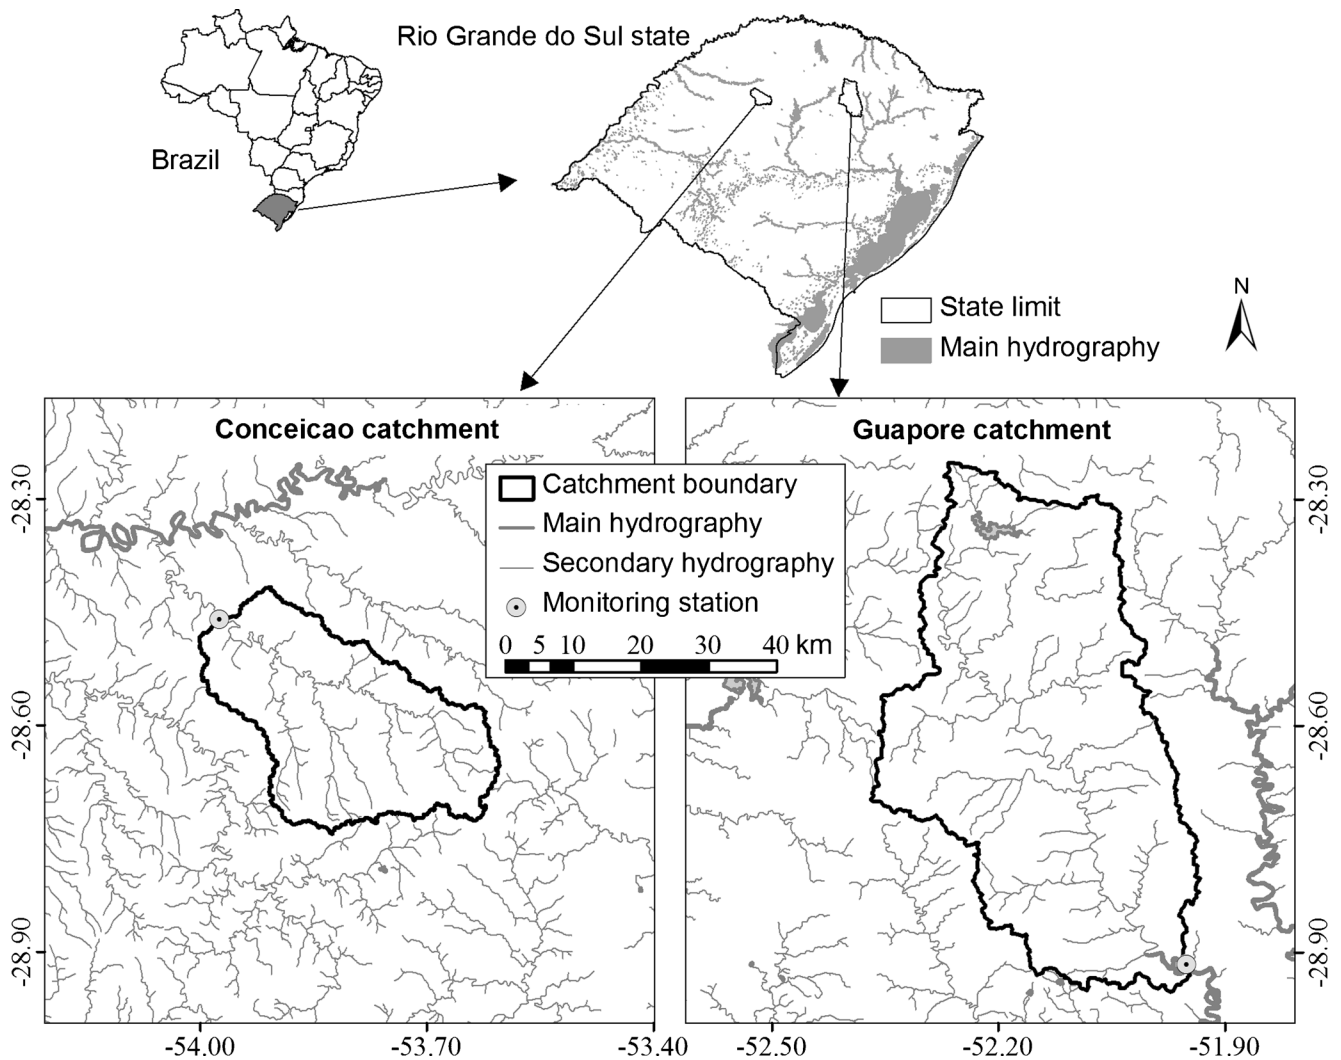 Rio Grande do Sul state
Brazil
N
State limit
Main hydrography
Conceicao catchment
Guapore catchment
Catchment boundary
Main hydrography
Secondary hydrography
Monitoring station
0 5 10 20 30 40 km
-28.30
-28.60
-28.90
-28.30
-28.60
-28.90
-54.00 -53.70 -53.40 -52.50 -52.20 -51.90